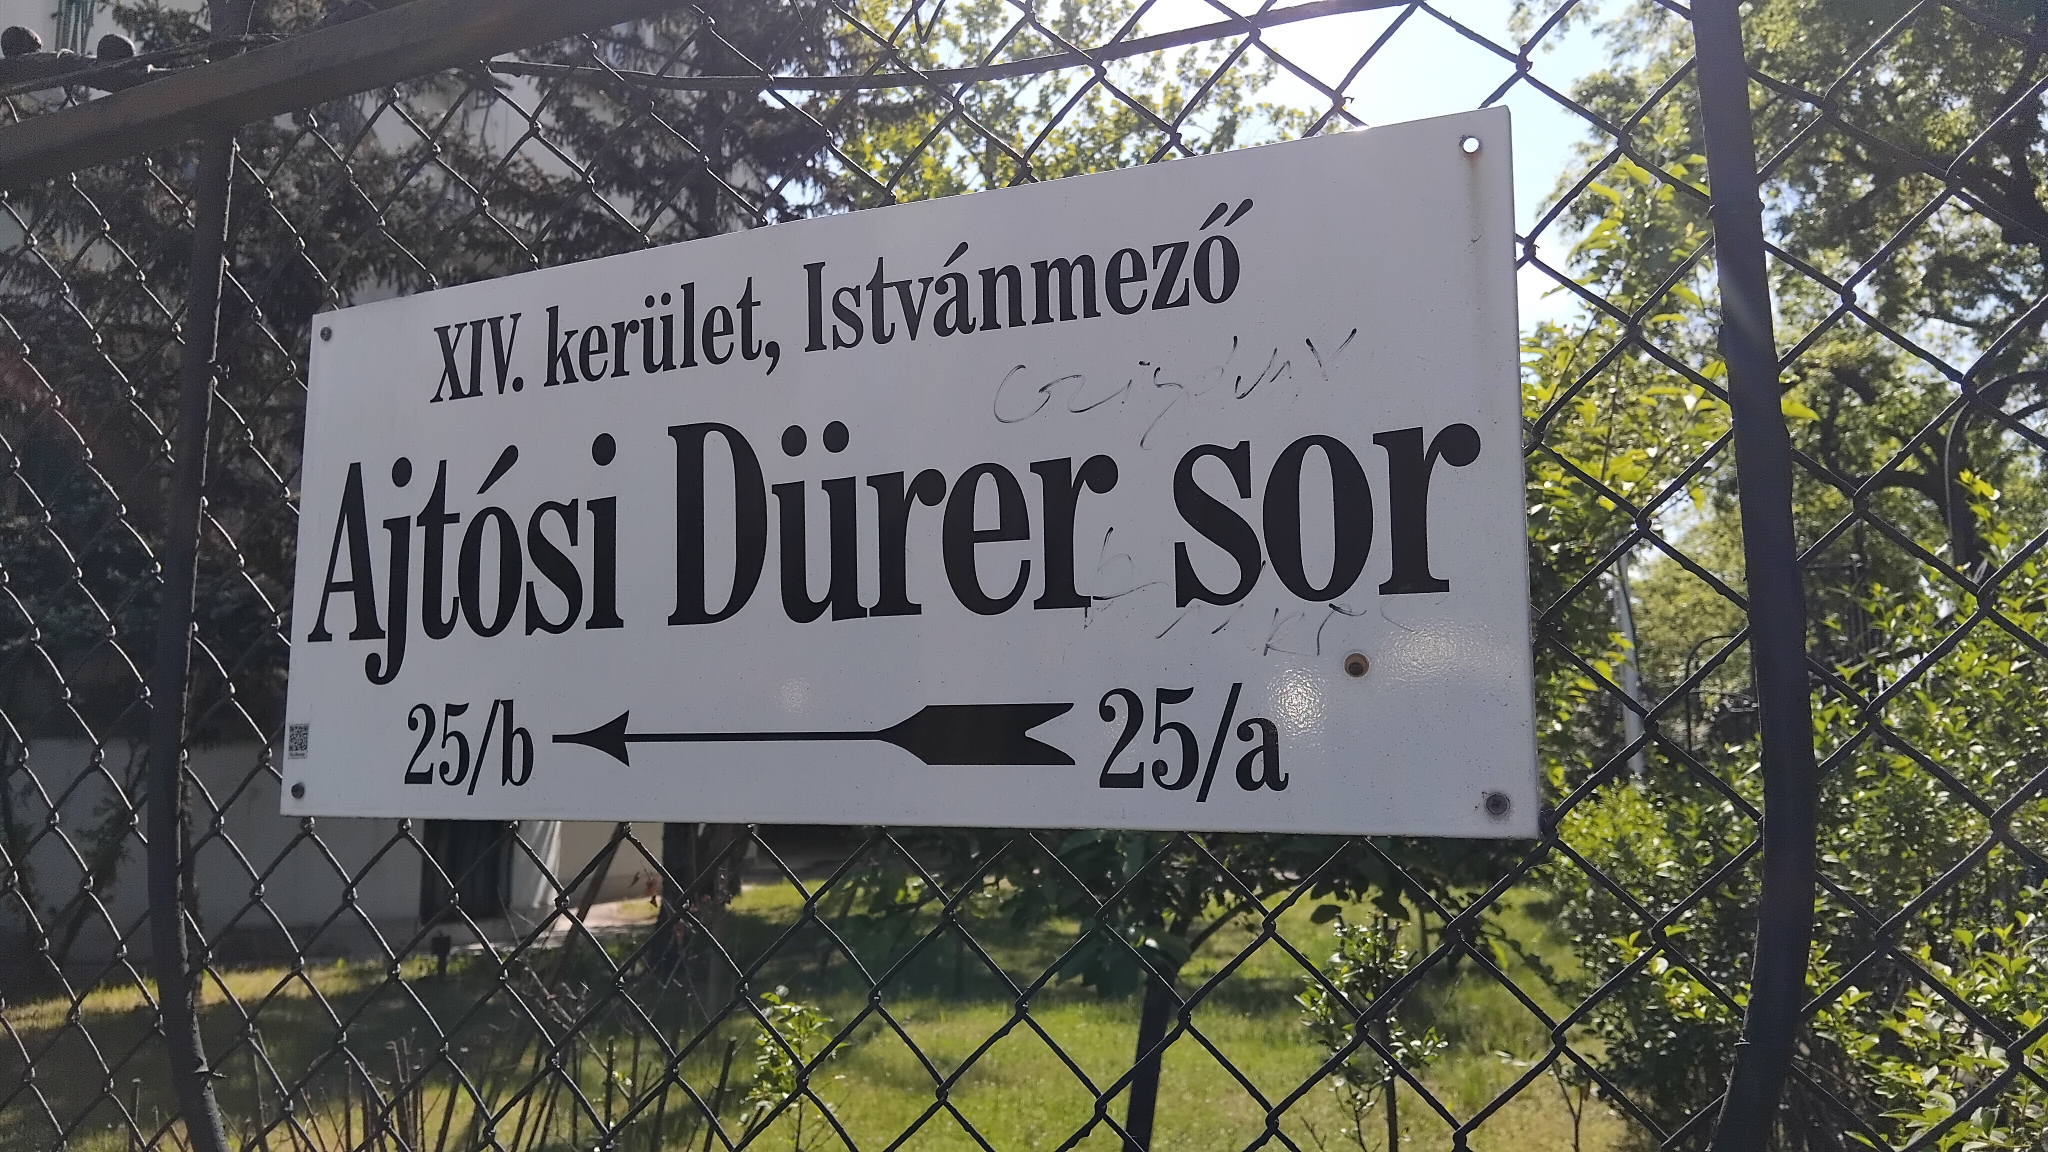 XIV. kerület, Istvánmező
Ajtósi Dürer sor
25/b 25/a